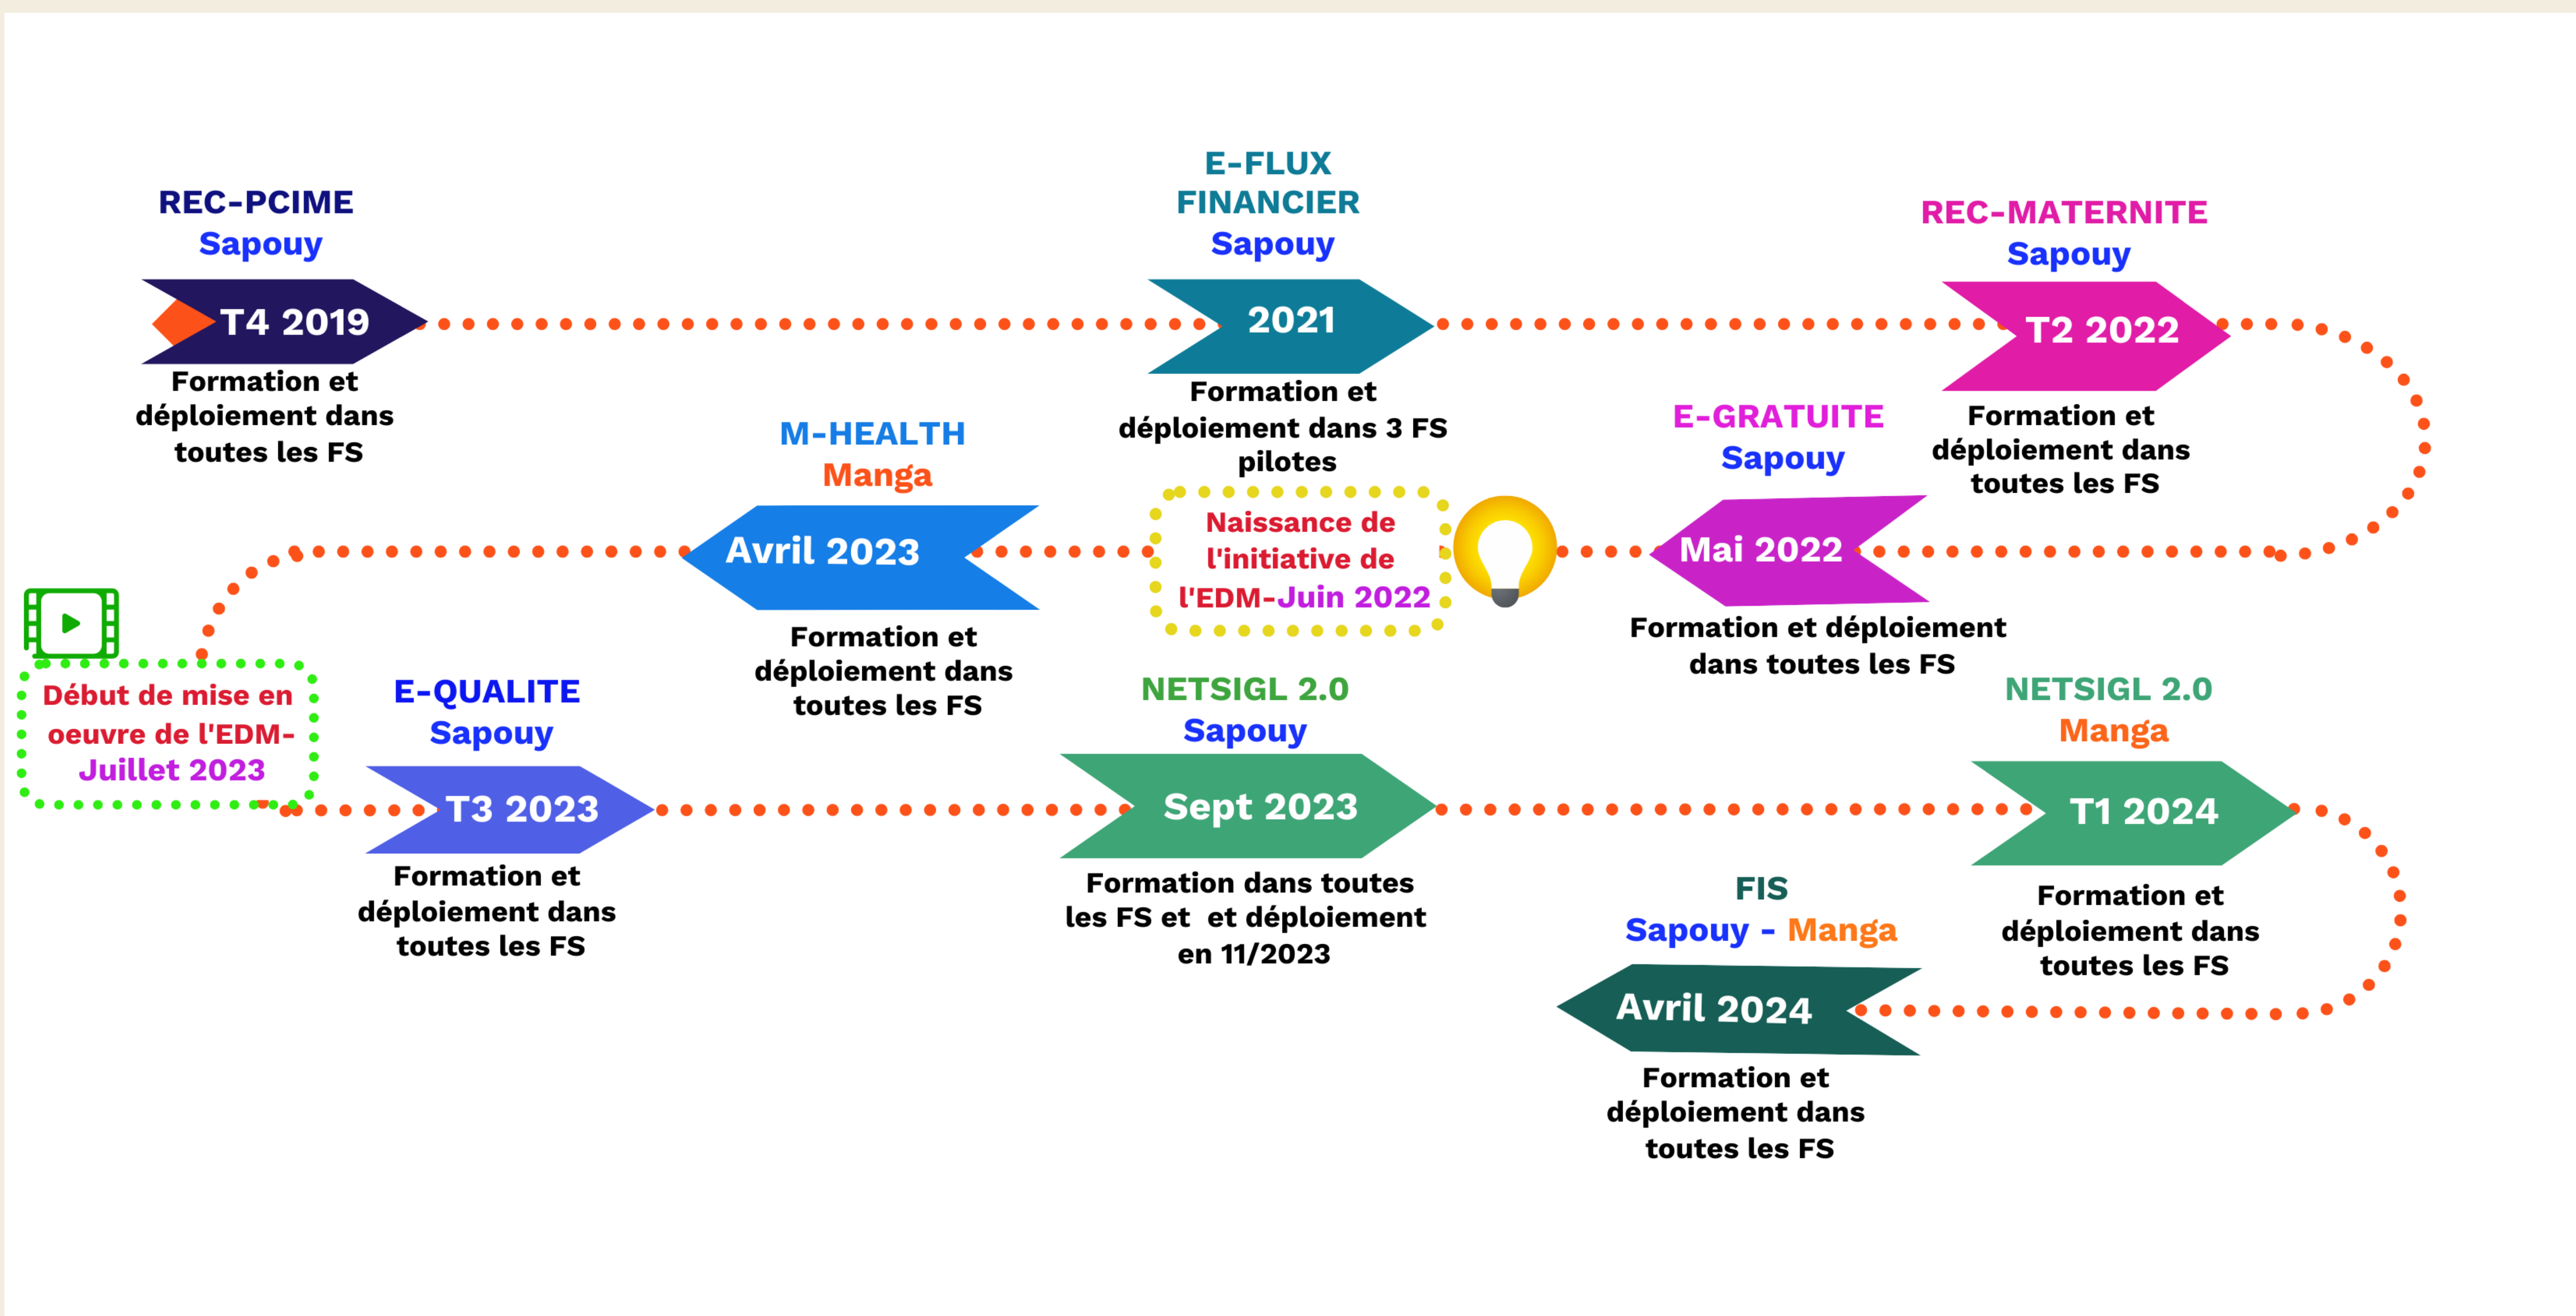 REC-PCIME
Sapouy
T4 2019
Formation et
déploiement dans
toutes les FS
E-FLUX
FINANCIER
Sapouy
2021
Formation et
déploiement dans 3 FS
pilotes
REC-MATERNITE
Sapouy
T2 2022
Formation et
déploiement dans
toutes les FS
E-GRATUITE
Sapouy
Mai 2022
Formation et déploiement
dans toutes les FS
Naissance de
l'initiative de
l'EDM-Juin 2022
M-HEALTH
Manga
Avril 2023
Formation et
déploiement dans
toutes les FS
Début de mise en
oeuvre de l'EDM-
Juillet 2023
E-QUALITE
Sapouy
T3 2023
Formation et
déploiement dans
toutes les FS
NETSIGL 2.0
Sapouy
Sept 2023
Formation dans toutes
les FS et  et déploiement
en 11/2023
NETSIGL 2.0
Manga
T1 2024
Formation et
déploiement dans
toutes les FS
FIS
Sapouy - Manga
Avril 2024
Formation et
déploiement dans
toutes les FS